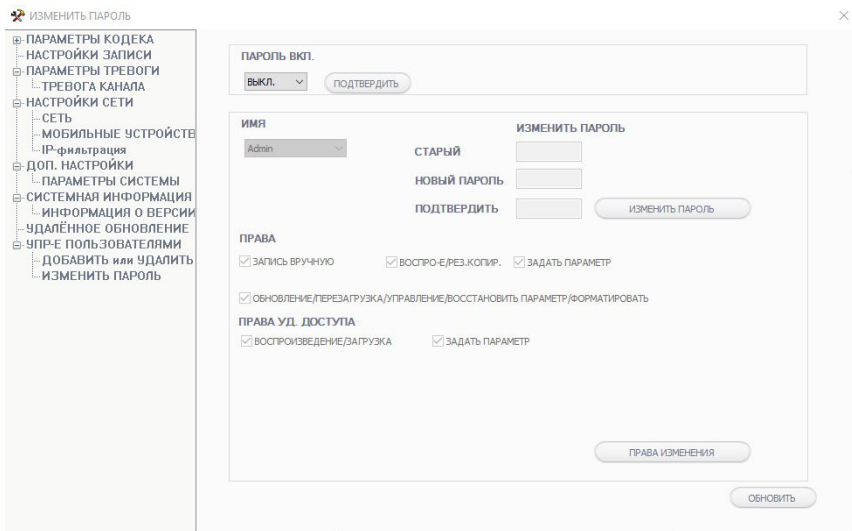 ИЗМЕНИТЬ ПАРОЛЬ
ПАРАМЕТРЫ КОДЕКА
НАСТРОЙКИ ЗАПИСИ
ПАРАМЕТРЫ ТРЕВОГИ
ТРЕВОГА КАНАЛА
НАСТРОЙКИ СЕТИ
СЕТЬ
МОБИЛЬНЫЕ УСТРОЙСТВ
IP-фильтрация
ДОП. НАСТРОЙКИ
ПАРАМЕТРЫ СИСТЕМЫ
СИСТЕМНАЯ ИНФОРМАЦИЯ
ИНФОРМАЦИЯ О ВЕРСИИ
УДАЛЁННОЕ ОБНОВЛЕНИЕ
УПР-Е ПОЛЬЗОВАТЕЛЯМИ
ДОБАВИТЬ или УДАЛИТЬ
ИЗМЕНИТЬ ПАРОЛЬ
ПАРОЛЬ ВКЛ.
ВЫКЛ. ПОДТВЕРДИТЬ
ИМЯ
ИЗМЕНИТЬ ПАРОЛЬ
Admin
СТАРЫЙ
НОВЫЙ ПАРОЛЬ
ПОДТВЕРДИТЬ
ИЗМЕНИТЬ ПАРОЛЬ
ПРАВА
ЗАПИСЬ ВРУЧНУЮ ВОСПРО-Е/РЕЗ.КОПИР. ЗАДАТЬ ПАРАМЕТР
ОБНОВЛЕНИЕ/ПЕРЕЗАГРУЗКА/УПРАВЛЕНИЕ/ВОССТАНОВИТЬ ПАРАМЕТР/ФОРМАТИРОВАТЬ
ПРАВА УД. ДОСТУПА
ВОСПРОИЗВЕДЕНИЕ/ЗАГРУЗКА ЗАДАТЬ ПАРАМЕТР
ПРАВА ИЗМЕНЕНИЯ
ОБНОВИТЬ